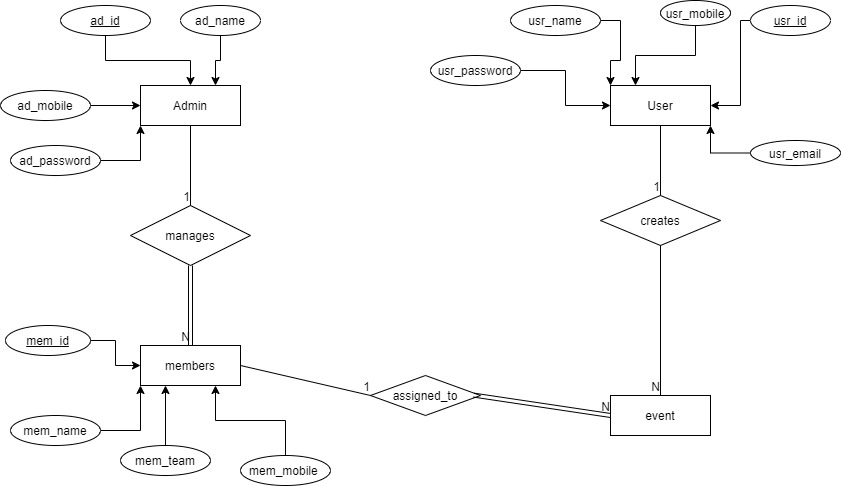 ad_id
ad_name
usr_name
usr_mobile
usr_id
usr_password
ad_mobile
Admin
User
ad_password
usr_email
1
1
manages
creates
N
mem_id
members
1
assigned_to
N
N
event
mem_name
mem_team
mem_mobile